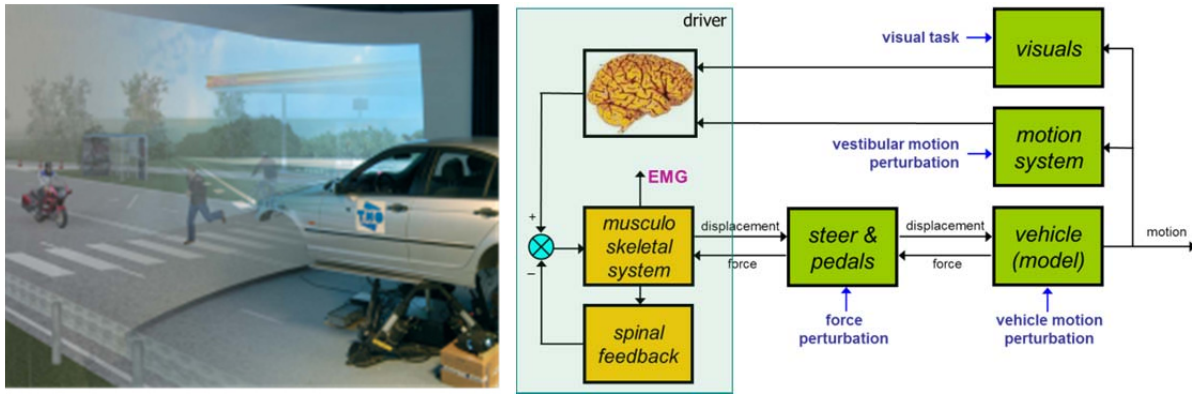 TNO
driver
visual task
visuals
vestibular motion
perturbation
motion
system
EMG
+
−
musculo
skeletal
system
displacement
force
steer &
pedals
displacement
force
vehicle
(model)
motion
spinal
feedback
force
perturbation
vehicle motion
perturbation